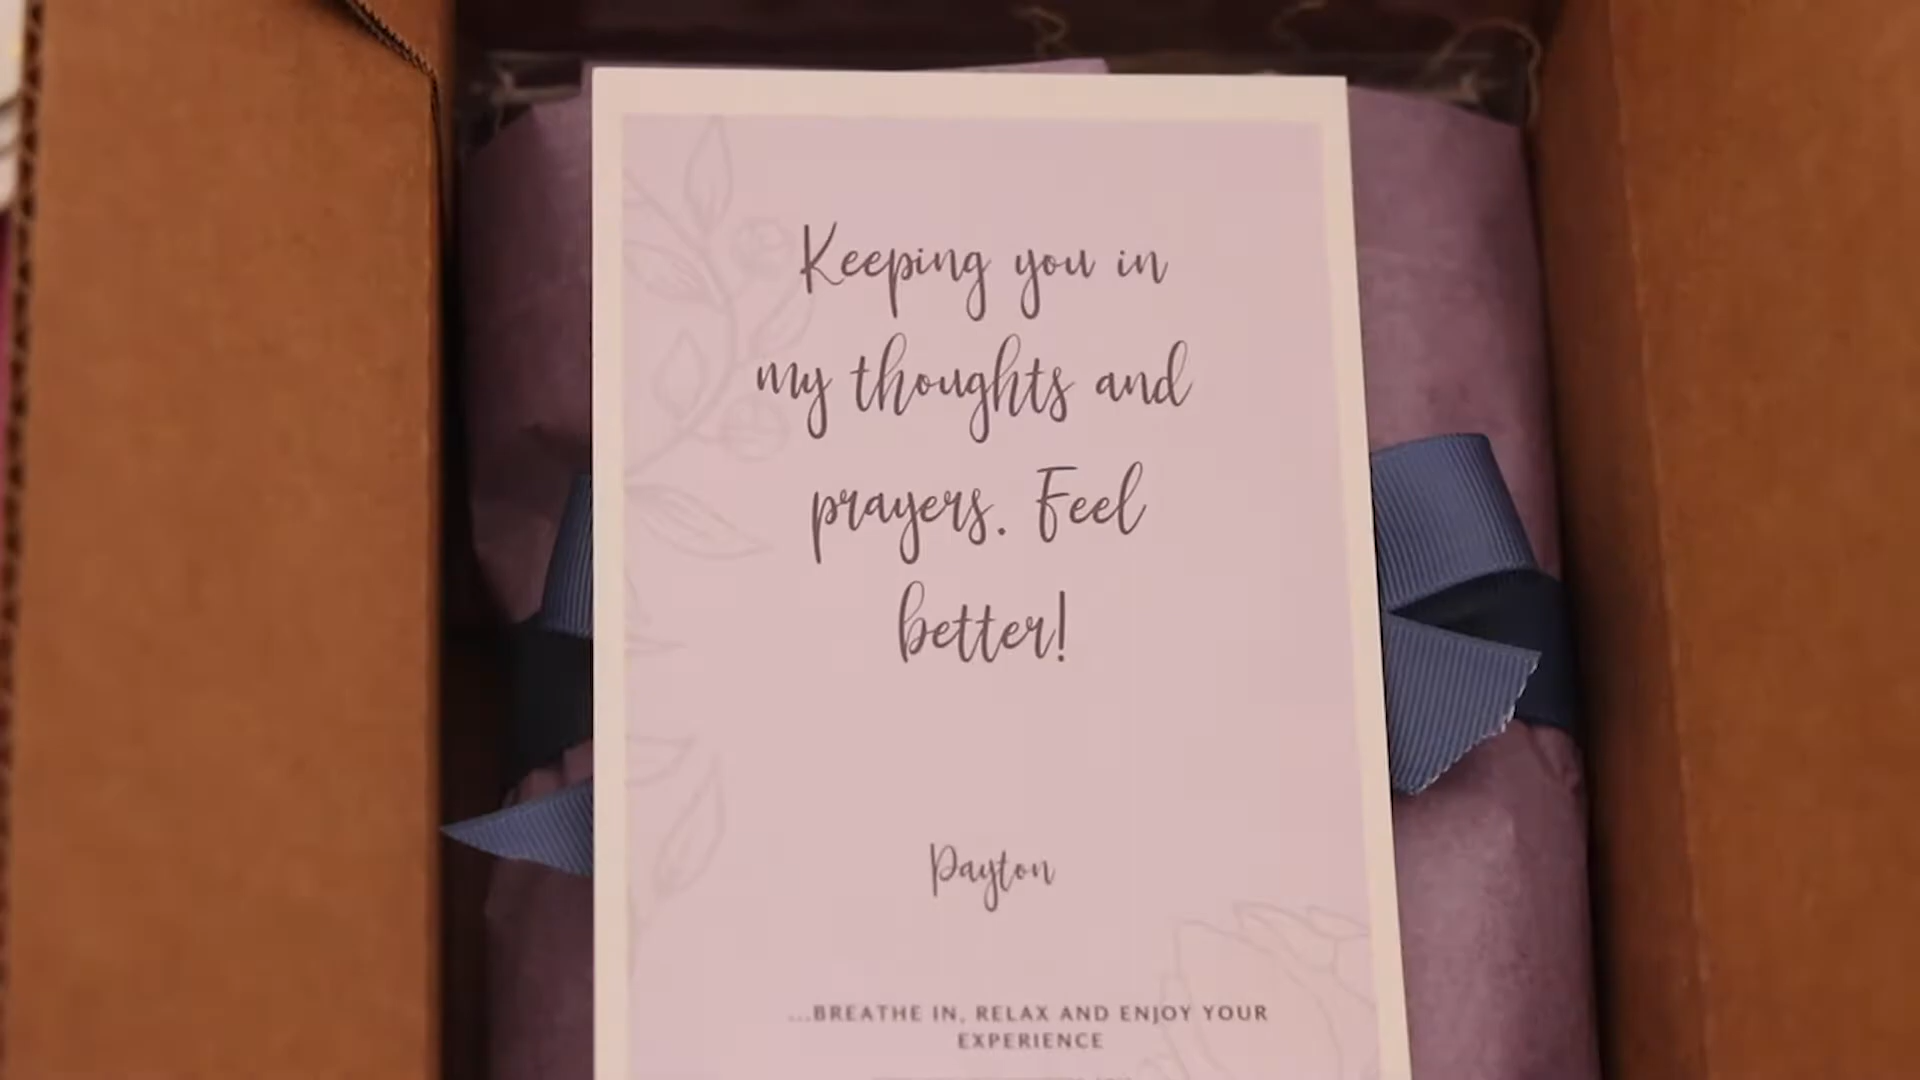 Keeping you in
my thoughts and
prayers. Feel
better!
Payton
...BREATHE IN, RELAX AND ENJOY YOUR
EXPERIENCE